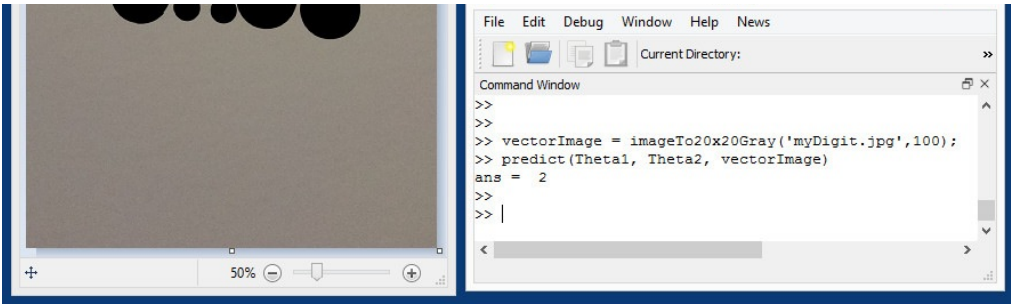 File Edit Debug Window Help News
Current Directory: »
Command Window
>>
>>
>> vectorImage = imageTo20x20Gray('myDigit.jpg',100);
>> predict(Theta1, Theta2, vectorImage)
ans = 2
>>
>>
50%